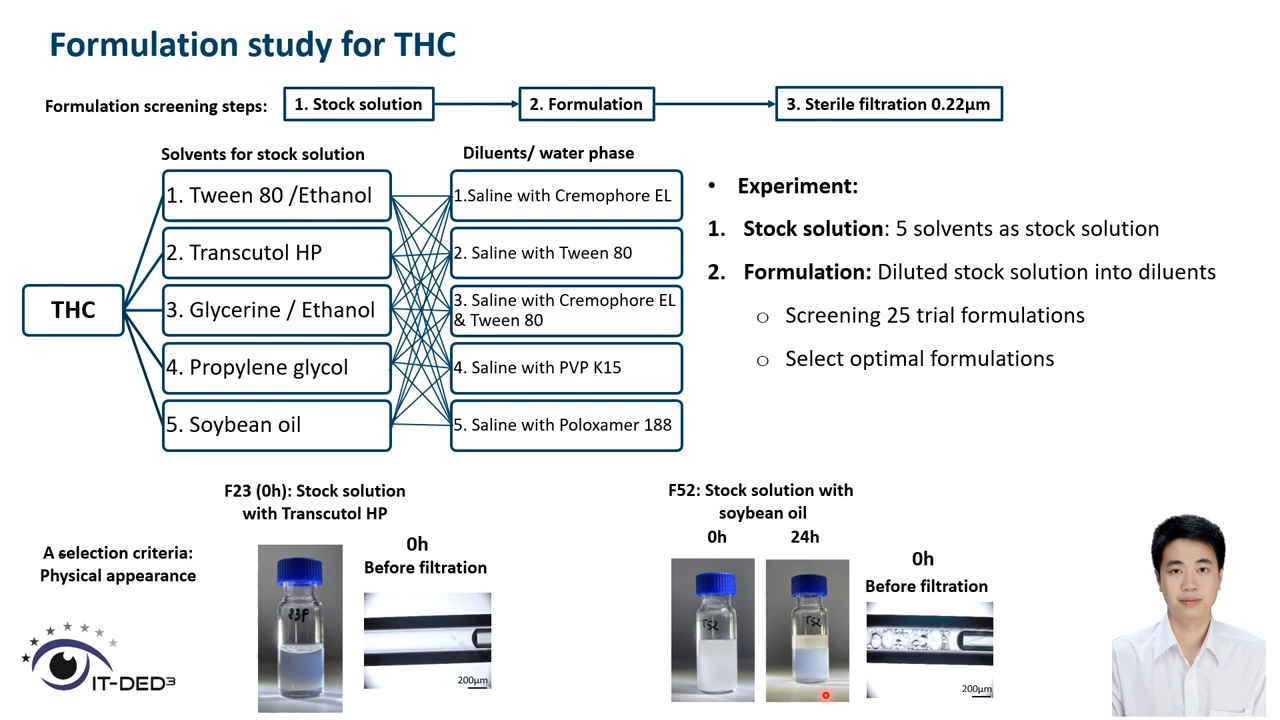 Formulation study for THC
Formulation screening steps:
1. Stock solution
2. Formulation
3. Sterile filtration 0.22µm
Solvents for stock solution
Diluents/ water phase
THC
1. Tween 80 /Ethanol
2. Transcutol HP
3. Glycerine / Ethanol
4. Propylene glycol
5. Soybean oil
1.Saline with Cremophore EL
2. Saline with Tween 80
3. Saline with Cremophore EL
& Tween 80
4. Saline with PVP K15
5. Saline with Poloxamer 188
• Experiment:
1. Stock solution: 5 solvents as stock solution
2. Formulation: Diluted stock solution into diluents
o Screening 25 trial formulations
o Select optimal formulations
A selection criteria:
Physical appearance
F23 (0h): Stock solution
with Transcutol HP
23F
0h
Before filtration
200µm
F52: Stock solution with
soybean oil
0h
24h
T52
T52
0h
Before filtration
200µm
IT-DED³